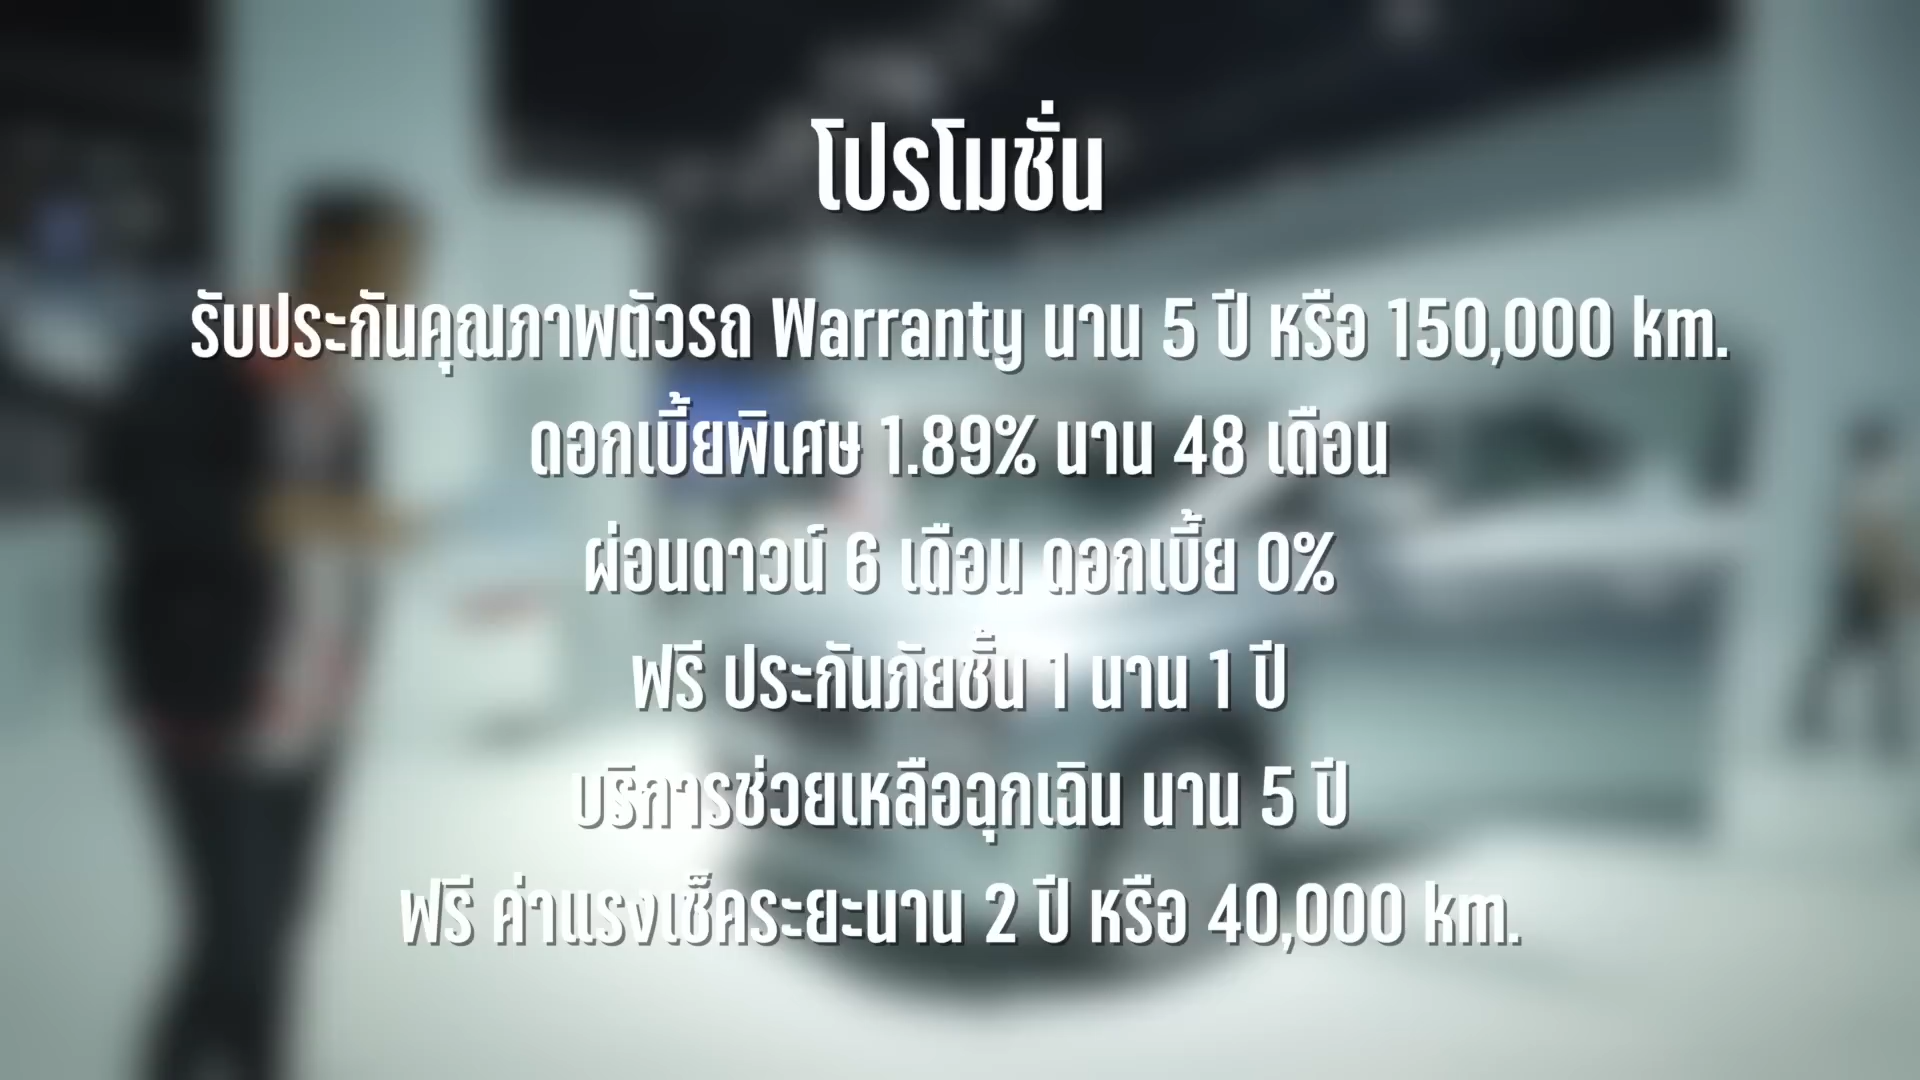 โปรโมชั่น
รับประกันคุณภาพตัวรถ Warranty นาน 5 ปี หรือ 150,000 km.
ดอกเบี้ยพิเศษ 1.89% นาน 48 เดือน
ผ่อนดาวน์ 6 เดือน ดอกเบี้ย 0%
ฟรี ประกันภัยชั้น 1 นาน 1 ปี
บริการช่วยเหลือฉุกเฉิน นาน 5 ปี
ฟรี ค่าแรงเช็คระยะนาน 2 ปี หรือ 40,000 km.